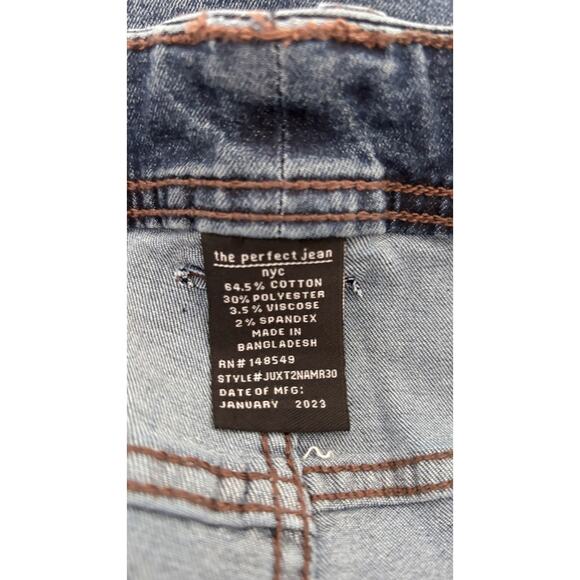 the perfect jean
nyc
64.5% COTTON
30% POLYESTER
3.5% VISCOSE
2% SPANDEX
MADE IN
BANGLADESH
RN# 148549
STYLE#JUXT2NAMR30
DATE OF MFG:
JANUARY 2023